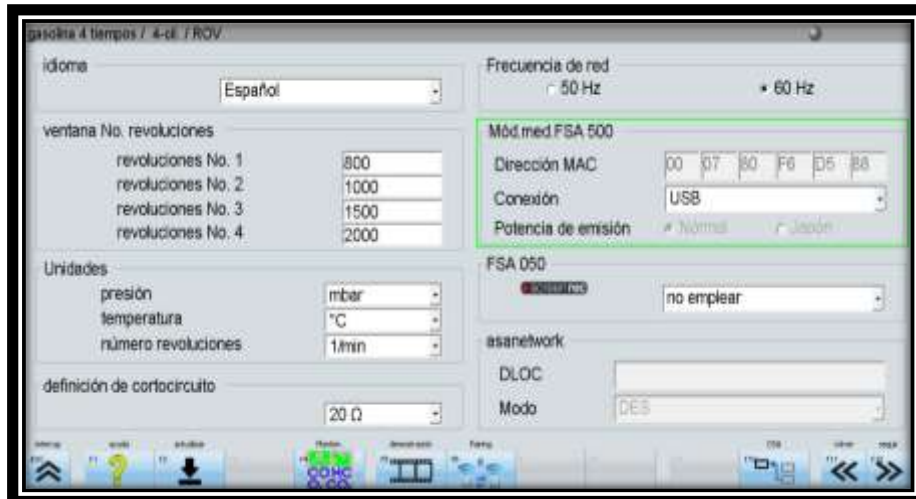 gasolina 4 tiempos / 4-cil. / ROV
idioma
Español
ventana No. revoluciones
revoluciones No. 1 800
revoluciones No. 2 1000
revoluciones No. 3 1500
revoluciones No. 4 2000
Unidades
presión mbar
temperatura °C
número revoluciones 1/min
definición de cortocircuito
20 Ω
Frecuencia de red
50 Hz 60 Hz
Mód.med.FSA 500
Dirección MAC 00 07 80 F6 D5 B8
Conexión USB
Potencia de emisión Normal Japón
FSA 050
screenrec
no emplear
asanetwork
DLOC
Modo DES
ayuda